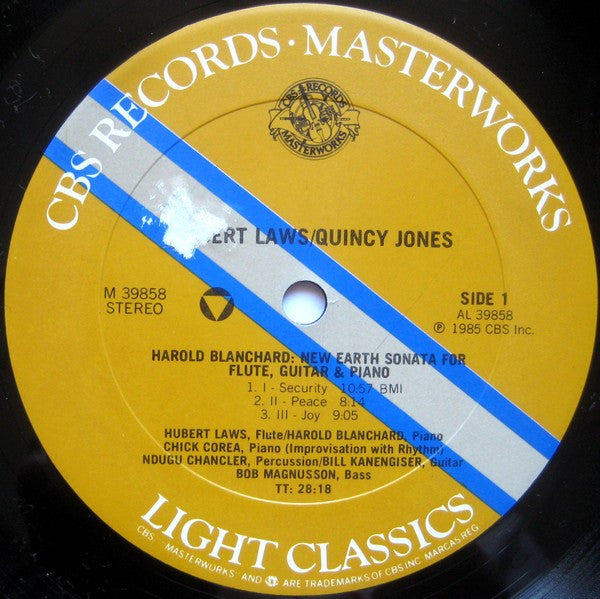 CBS RECORDS · MASTERWORKS
CBS RECORDS
MASTERWORKS
ERT LAWS/QUINCY JONES
M 39858
STEREO
SIDE 1
AL 39858
℗ 1985 CBS Inc.
HAROLD BLANCHARD: NEW EARTH SONATA FOR
FLUTE, GUITAR & PIANO
1. I - Security 10:57 BMI
2. II - Peace 8:14
3. III - Joy 9:05
HUBERT LAWS, Flute/HAROLD BLANCHARD, Piano
CHICK COREA, Piano (Improvisation with Rhythm)
NDUGU CHANCLER, Percussion/BILL KANENGISER, Guitar
BOB MAGNUSSON, Bass
TT: 28:18
LIGHT CLASSICS
CBS, "MASTERWORKS" AND ARE TRADEMARKS OF CBS INC. MARCAS REG.